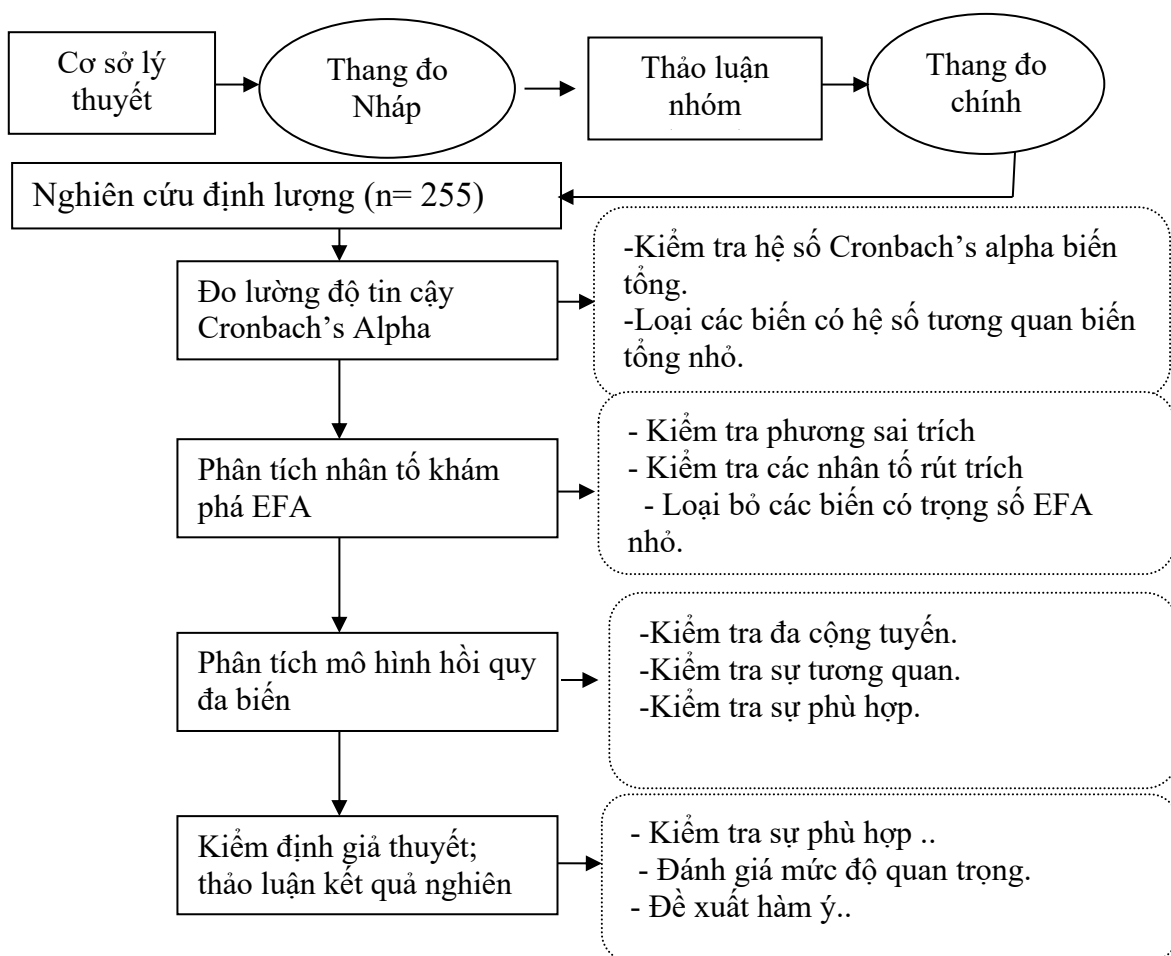 Cơ sở lý
thuyết
Thang đo
Nháp
Thảo luận
nhóm
Thang đo
chính
Nghiên cứu định lượng (n= 255)
Đo lường độ tin cậy
Cronbach’s Alpha
-Kiểm tra hệ số Cronbach’s alpha biến
tổng.
-Loại các biến có hệ số tương quan biến
tổng nhỏ.
Phân tích nhân tố khám
phá EFA
- Kiểm tra phương sai trích
- Kiểm tra các nhân tố rút trích
- Loại bỏ các biến có trọng số EFA
nhỏ.
Phân tích mô hình hồi quy
đa biến
-Kiểm tra đa cộng tuyến.
-Kiểm tra sự tương quan.
-Kiểm tra sự phù hợp.
Kiểm định giả thuyết;
thảo luận kết quả nghiên
- Kiểm tra sự phù hợp ..
- Đánh giá mức độ quan trọng.
- Đề xuất hàm ý..